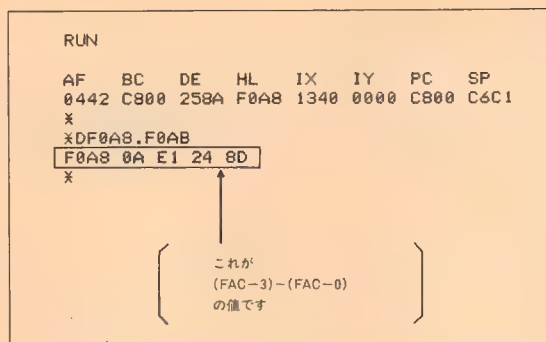 RUN
AF BC DE HL IX IY PC SP
0442 C800 258A F0A8 1340 0000 C800 C6C1
*
*DF0A8.F0AB
F0A8 0A E1 24 8D
*
これが
(FAC-3)-(FAC-0)
の値です